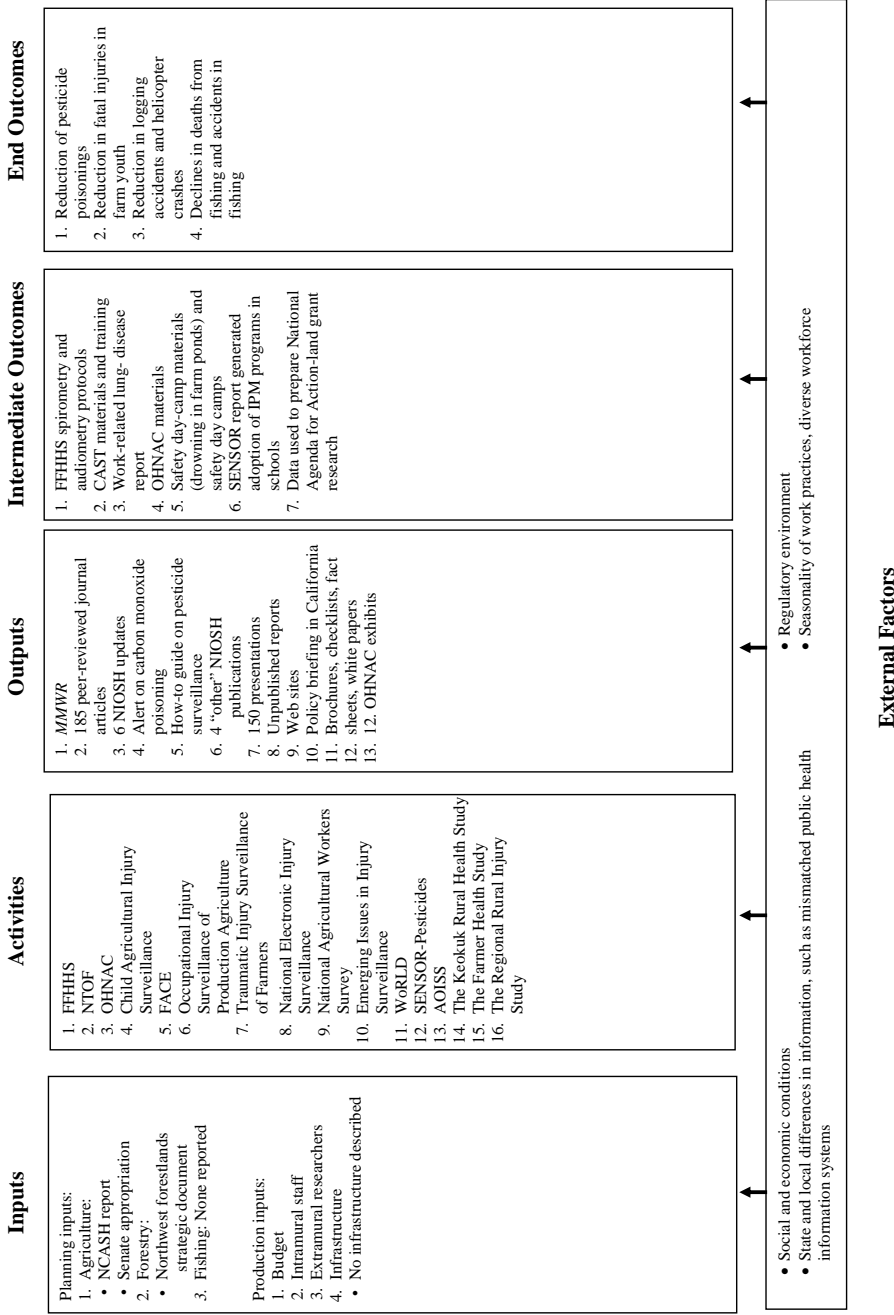 Inputs
Planning inputs:
1. Agriculture:
• NCASH report
• Senate appropriation
2. Forestry:
• Northwest forestlands
strategic document
3. Fishing: None reported
Production inputs:
1. Budget
2. Intramural staff
3. Extramural researchers
4. Infrastructure
• No infrastructure described
Activities
1. FFHHS
2. NTOF
3. OHNAC
4. Child Agricultural Injury
Surveillance
5. FACE
6. Occupational Injury
Surveillance of
Production Agriculture
7. Traumatic Injury Surveillance
of Farmers
8. National Electronic Injury
Surveillance
9. National Agricultural Workers
Survey
10. Emerging Issues in Injury
Surveillance
11. WoRLD
12. SENSOR-Pesticides
13. AOISS
14. The Keokuk Rural Health Study
15. The Farmer Health Study
16. The Regional Rural Injury
Study
Outputs
1. MMWR
2. 185 peer-reviewed journal
articles
3. 6 NIOSH updates
4. Alert on carbon monoxide
poisoning
5. How-to guide on pesticide
surveillance
6. 4 “other” NIOSH
publications
7. 150 presentations
8. Unpublished reports
9. Web sites
10. Policy briefing in California
11. Brochures, checklists, fact
12. sheets, white papers
13. 12. OHNAC exhibits
Intermediate Outcomes
1. FFHHS spirometry and
audiometry protocols
2. CAST materials and training
3. Work-related lung- disease
report
4. OHNAC materials
5. Safety day-camp materials
(drowning in farm ponds) and
safety day camps
6. SENSOR report generated
adoption of IPM programs in
schools
7. Data used to prepare National
Agenda for Action-land grant
research
End Outcomes
1. Reduction of pesticide
poisonings
2. Reduction in fatal injuries in
farm youth
3. Reduction in logging
accidents and helicopter
crashes
4. Declines in deaths from
fishing and accidents in
fishing
• Social and economic conditions
• State and local differences in information, such as mismatched public health
information systems
• Regulatory environment
• Seasonality of work practices, diverse workforce
External Factors